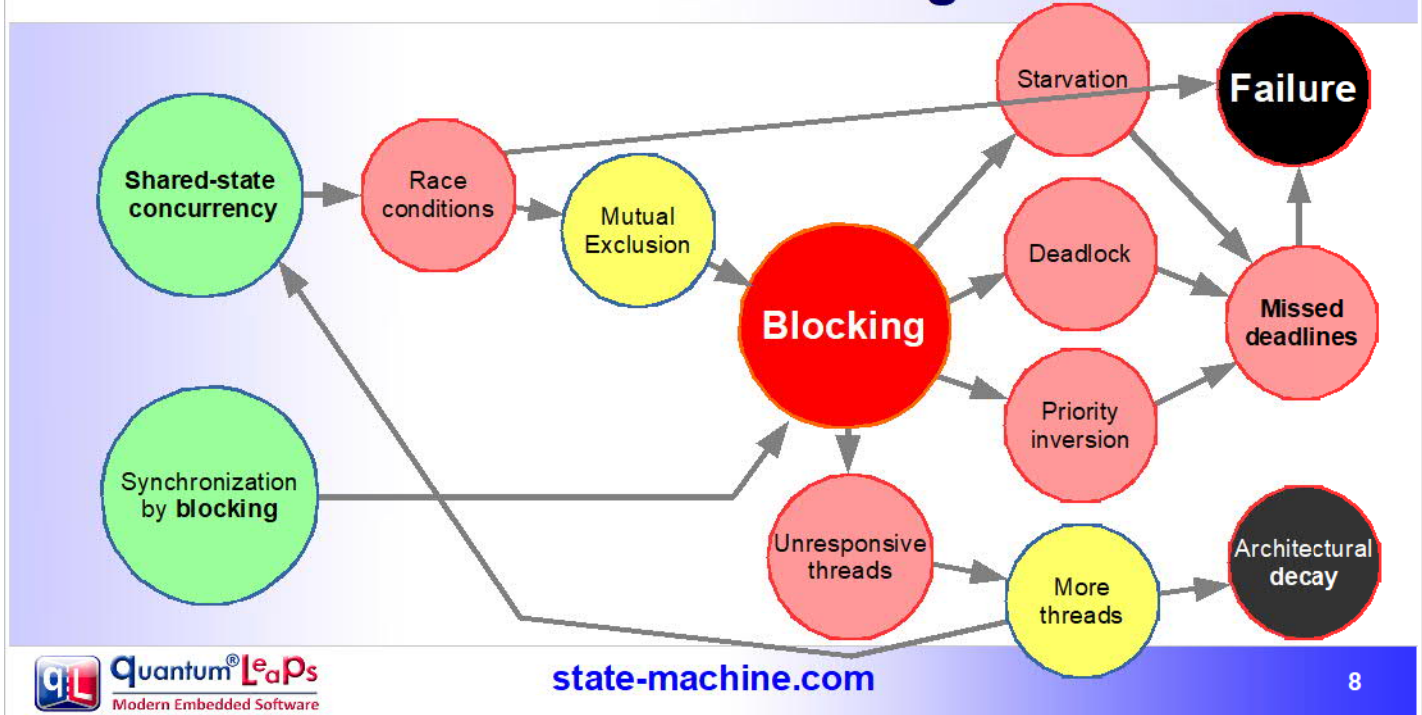 Shared-state
concurrency
Race
conditions
Mutual
Exclusion
Blocking
Starvation
Failure
Deadlock
Missed
deadlines
Priority
inversion
Synchronization
by blocking
Unresponsive
threads
More
threads
Architectural
decay
qL
quantum® LeaPs
Modern Embedded Software
state-machine.com
8